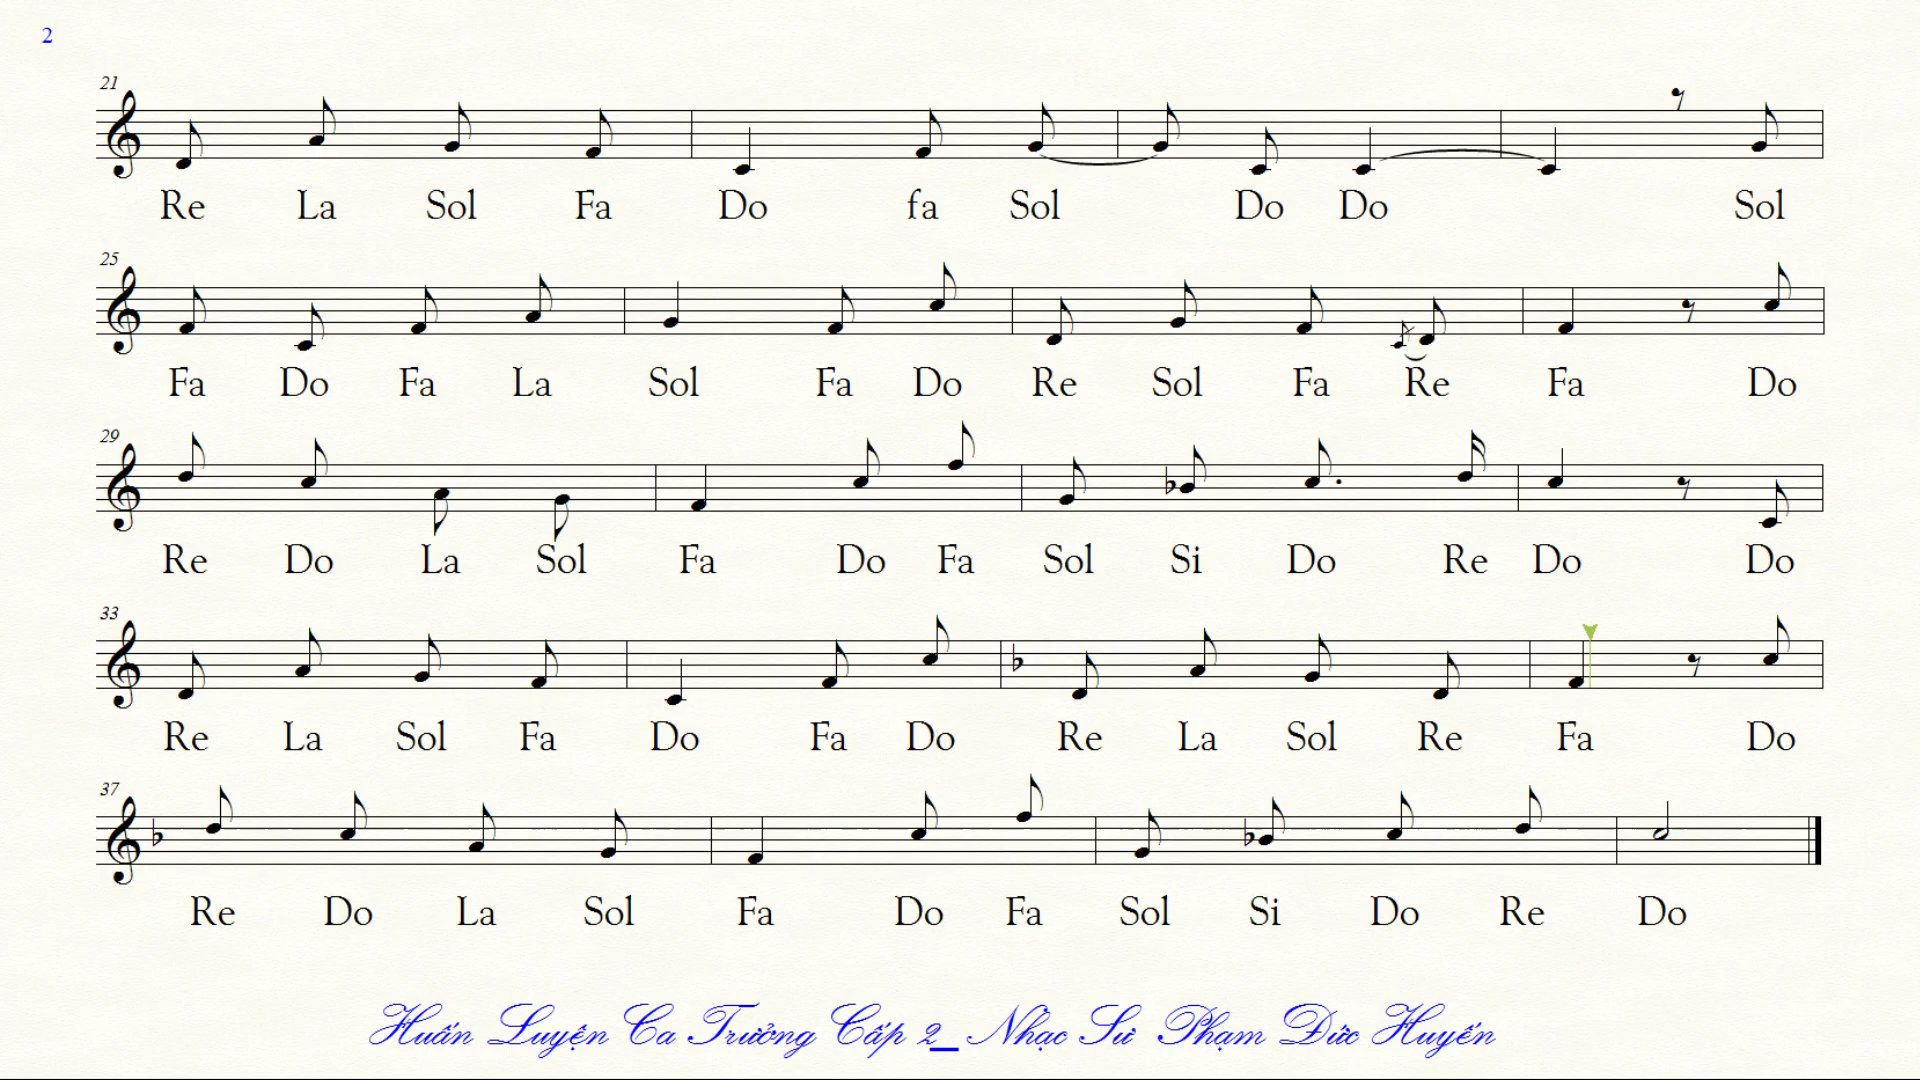 2
21
Re La Sol Fa Do fa Sol Do Do Sol
25
Fa Do Fa La Sol Fa Do Re Sol Fa Re Fa Do
29
Re Do La Sol Fa Do Fa Sol Si Do Re Do Do
33
Re La Sol Fa Do Fa Do Re La Sol Re Fa Do
37
Re Do La Sol Fa Do Fa Sol Si Do Re Do
Huấn Luyện Ca Trưởng Cấp 2_ Nhạc Sư Phạm Đức Huyến